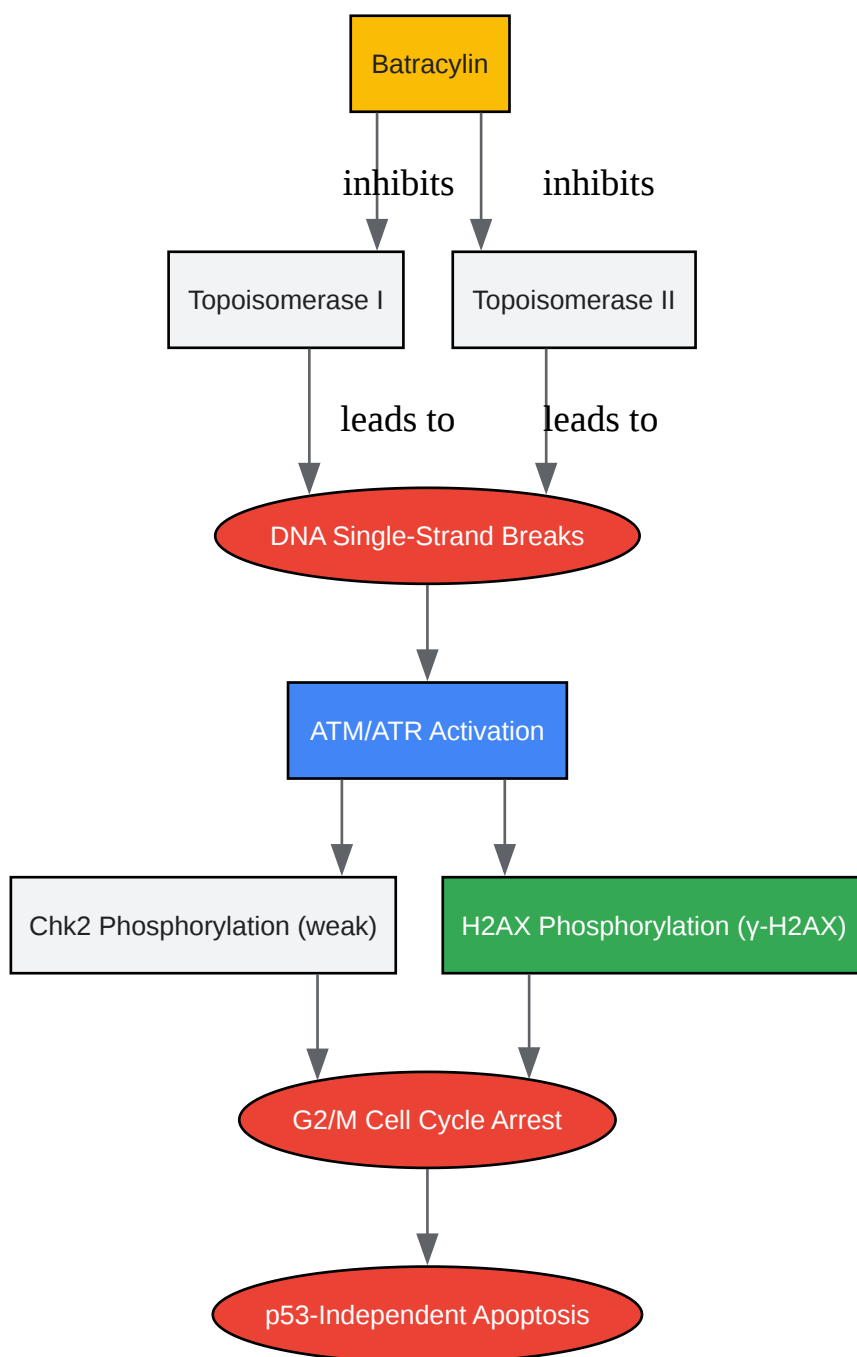 Batracylin
inhibits
inhibits
Topoisomerase I
Topoisomerase II
leads to
leads to
DNA Single-Strand Breaks
ATM/ATR Activation
Chk2 Phosphorylation (weak)
H2AX Phosphorylation (γ-H2AX)
G2/M Cell Cycle Arrest
p53-Independent Apoptosis